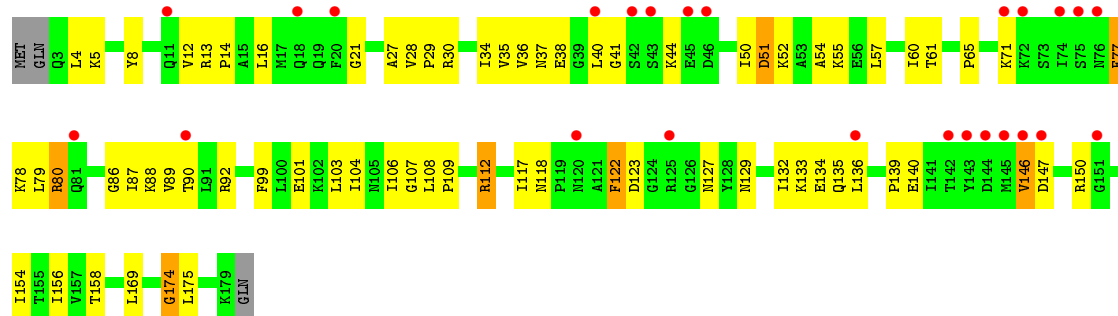 MET GLN Q3 L4 K5 Y8 Q11 V12 R13 P14 A15 L16 M17 Q18 Q19 F20 G21 A27 V28 P29 R30 I34 V35 V36 N37 E38 G39 L40 G41 S42 S43 K44 E45 D46 I50 D51 K52 A53 A54 K55 E56 L57 I60 T61 P65 K71 K72 S73 I74 S75 N76 F77
K78 L79 R80 Q81 G86 I87 K88 V89 T90 L91 R92 F99 L100 E101 K102 L103 I104 N105 I106 G107 L108 P109 R112 I117 N118 P119 N120 A121 F122 D123 G124 R125 G126 N127 Y128 N129 I132 K133 E134 Q135 L136 P139 E140 I141 T142 Y143 D144 M145 V146 D147 R150 G151
I154 T155 I156 V157 T158 L169 G174 L175 K179 GLN